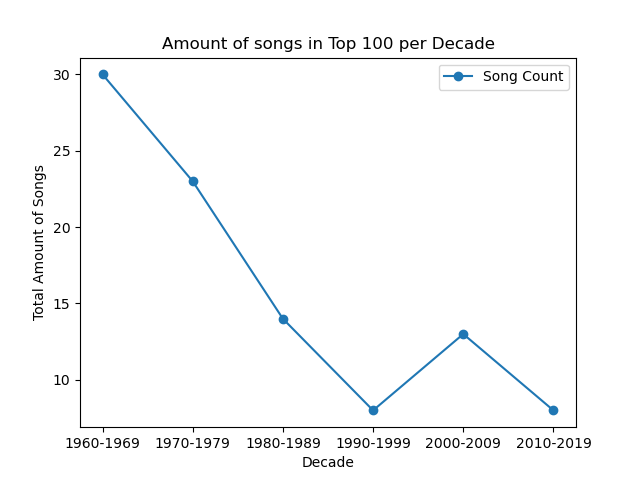 Amount of songs in Top 100 per Decade
Song Count
30
25
20
15
10
Total Amount of Songs
1960-1969 1970-1979 1980-1989 1990-1999 2000-2009 2010-2019
Decade